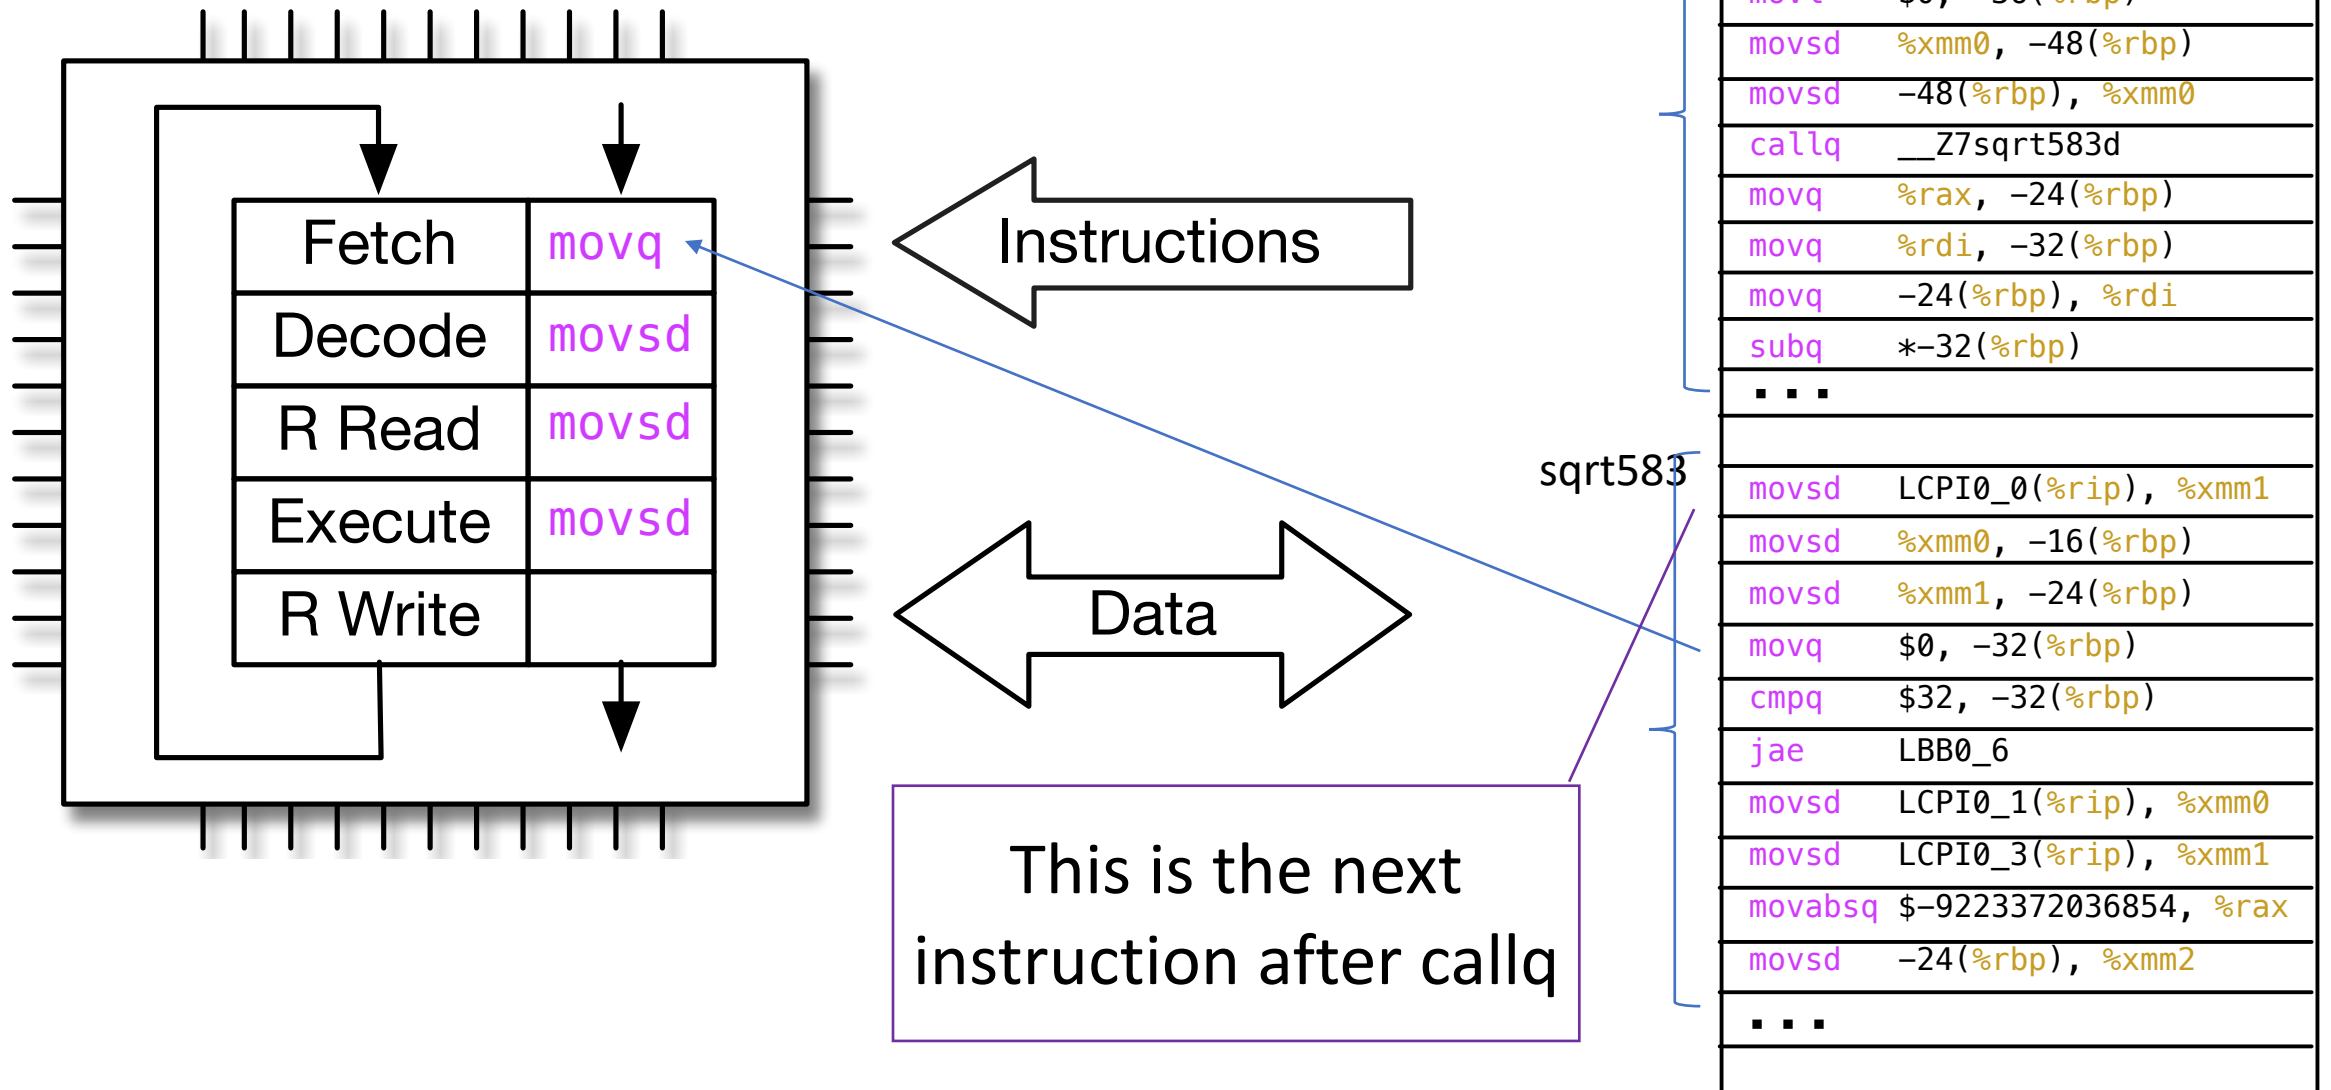 Fetch movq
Decode movsd
R Read movsd
Execute movsd
R Write
Instructions
Data
This is the next
instruction after callq
sqrt583
movsd %xmm0, -48(%rbp)
movsd -48(%rbp), %xmm0
callq __Z7sqrt583d
movq %rax, -24(%rbp)
movq %rdi, -32(%rbp)
movq -24(%rbp), %rdi
subq *-32(%rbp)
...
movsd LCPI0_0(%rip), %xmm1
movsd %xmm0, -16(%rbp)
movsd %xmm1, -24(%rbp)
movq $0, -32(%rbp)
cmpq $32, -32(%rbp)
jae LBB0_6
movsd LCPI0_1(%rip), %xmm0
movsd LCPI0_3(%rip), %xmm1
movabsq $-9223372036854, %rax
movsd -24(%rbp), %xmm2
...